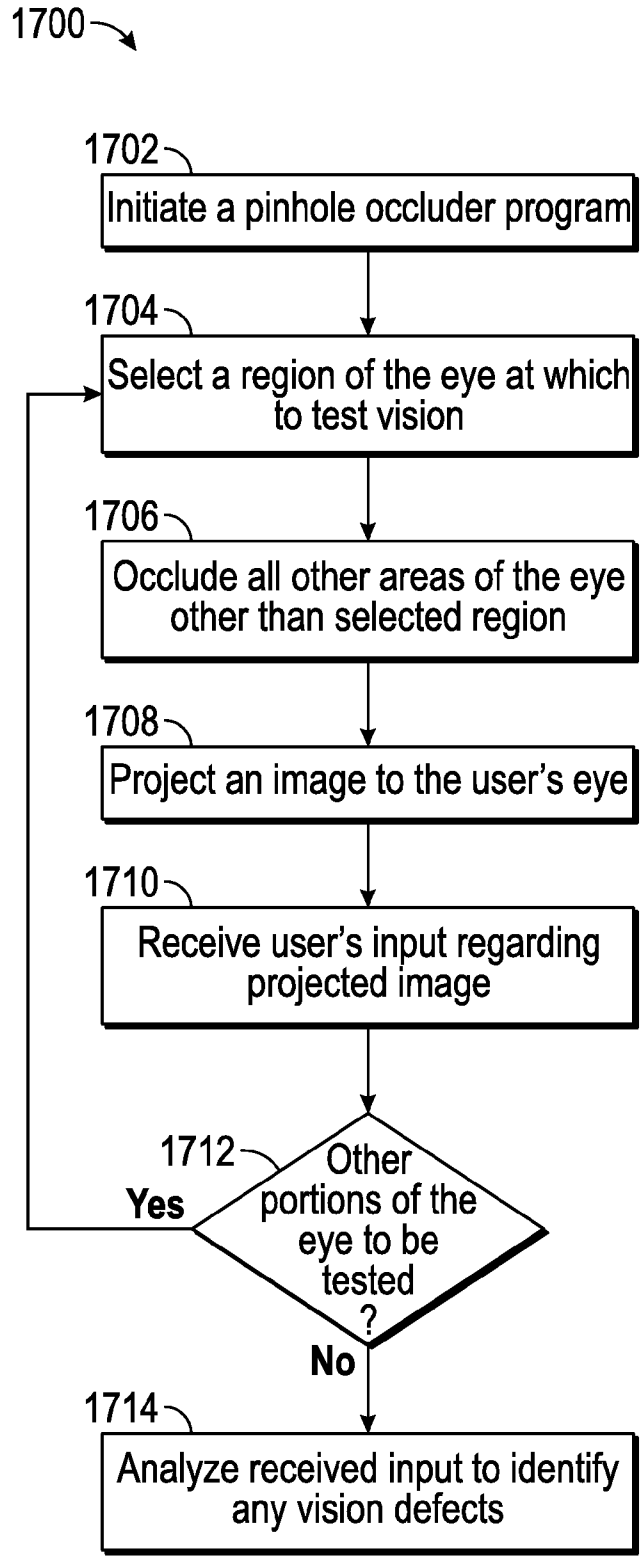 1700
1702
Initiate a pinhole occluder program
1704
Select a region of the eye at which
to test vision
1706
Occlude all other areas of the eye
other than selected region
1708
Project an image to the user's eye
1710
Receive user's input regarding
projected image
1712
Other
portions of the
eye to be
tested
?
Yes
No
1714
Analyze received input to identify
any vision defects